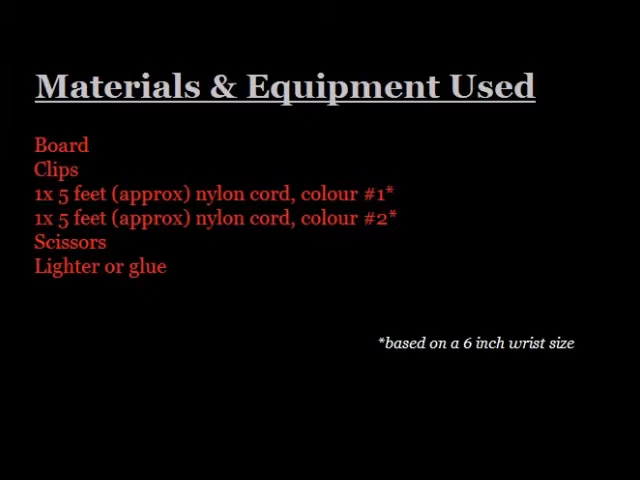 Materials & Equipment Used
Board
Clips
1x 5 feet (approx) nylon cord, colour #1*
1x 5 feet (approx) nylon cord, colour #2*
Scissors
Lighter or glue
*based on a 6 inch wrist size